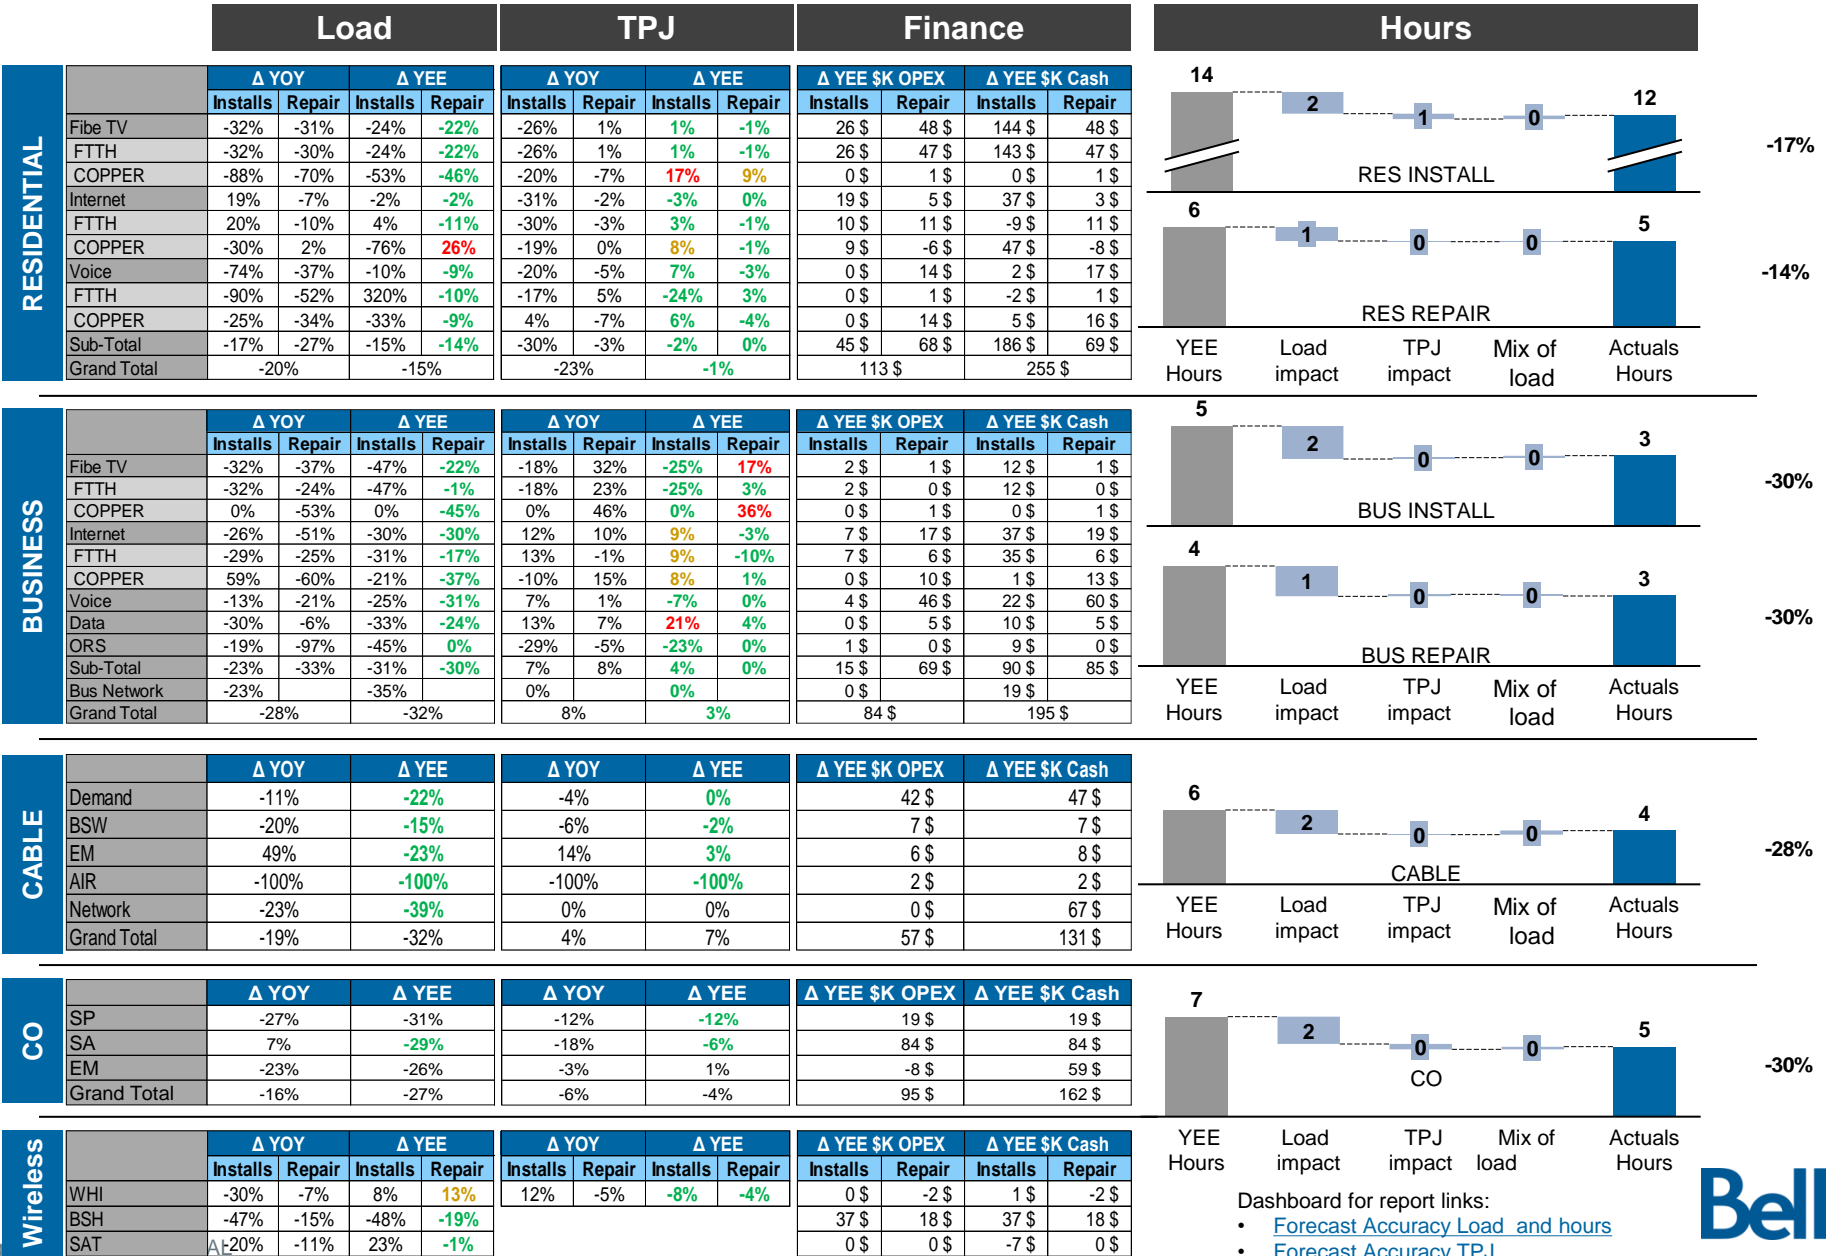 Load TPJ Finance Hours
RESIDENTIAL
Δ YOY Δ YEE Δ YOY Δ YEE Δ YEE $K OPEX Δ YEE $K Cash
Installs Repair Installs Repair Installs Repair Installs Repair Installs Repair Installs Repair
Fibe TV -32% -31% -24% -22% -26% 1% 1% -1% 26 $ 48 $ 144 $ 48 $
FTTH -32% -30% -24% -22% -26% 1% 1% -1% 26 $ 47 $ 143 $ 47 $
COPPER -88% -70% -53% -46% -20% -7% 17% 9% 0 $ 1 $ 0 $ 1 $
Internet 19% -7% -2% -2% -31% -2% -3% 0% 19 $ 5 $ 37 $ 3 $
FTTH 20% -10% 4% -11% -30% -3% 3% -1% 10 $ 11 $ -9 $ 11 $
COPPER -30% 2% -76% 26% -19% 0% 8% -1% 9 $ -6 $ 47 $ -8 $
Voice -74% -37% -10% -9% -20% -5% 7% -3% 0 $ 14 $ 2 $ 17 $
FTTH -90% -52% 320% -10% -17% 5% -24% 3% 0 $ 1 $ -2 $ 1 $
COPPER -25% -34% -33% -9% 4% -7% 6% -4% 0 $ 14 $ 5 $ 16 $
Sub-Total -17% -27% -15% -14% -30% -3% -2% 0% 45 $ 68 $ 186 $ 69 $
Grand Total -20% -15% -23% -1% 113 $ 255 $
14 2 1 0 12
-17%
RES INSTALL
6 1 0 0 5
-14%
RES REPAIR
YEE Load TPJ Mix of Actuals
Hours impact impact load Hours
BUSINESS
Δ YOY Δ YEE Δ YOY Δ YEE Δ YEE $K OPEX Δ YEE $K Cash
Installs Repair Installs Repair Installs Repair Installs Repair Installs Repair Installs Repair
Fibe TV -32% -37% -47% -22% -18% 32% -25% 17% 2 $ 1 $ 12 $ 1 $
FTTH -32% -24% -47% -1% -18% 23% -25% 3% 2 $ 0 $ 12 $ 0 $
COPPER 0% -53% 0% -45% 0% 46% 0% 36% 0 $ 1 $ 0 $ 1 $
Internet -26% -51% -30% -30% 12% 10% 9% -3% 7 $ 17 $ 37 $ 19 $
FTTH -29% -25% -31% -17% 13% -1% 9% -10% 7 $ 6 $ 35 $ 6 $
COPPER 59% -60% -21% -37% -10% 15% 8% 1% 0 $ 10 $ 1 $ 13 $
Voice -13% -21% -25% -31% 7% 1% -7% 0% 4 $ 46 $ 22 $ 60 $
Data -30% -6% -33% -24% 13% 7% 21% 4% 0 $ 5 $ 10 $ 5 $
ORS -19% -97% -45% 0% -29% -5% -23% 0% 1 $ 0 $ 9 $ 0 $
Sub-Total -23% -33% -31% -30% 7% 8% 4% 0% 15 $ 69 $ 90 $ 85 $
Bus Network -23% -35% 0% 0% 0 $ 19 $
Grand Total -28% -32% 8% 3% 84 $ 195 $
5 2 0 0 3
-30%
BUS INSTALL
4 1 0 0 3
-30%
BUS REPAIR
YEE Load TPJ Mix of Actuals
Hours impact impact load Hours
CABLE
Δ YOY Δ YEE Δ YOY Δ YEE Δ YEE $K OPEX Δ YEE $K Cash
Demand -11% -22% -4% 0% 42 $ 47 $
BSW -20% -15% -6% -2% 7 $ 7 $
EM 49% -23% 14% 3% 6 $ 8 $
AIR -100% -100% -100% -100% 2 $ 2 $
Network -23% -39% 0% 0% 0 $ 67 $
Grand Total -19% -32% 4% 7% 57 $ 131 $
6 2 0 0 4
-28%
CABLE
YEE Load TPJ Mix of Actuals
Hours impact impact load Hours
CO
Δ YOY Δ YEE Δ YOY Δ YEE Δ YEE $K OPEX Δ YEE $K Cash
SP -27% -31% -12% -12% 19 $ 19 $
SA 7% -29% -18% -6% 84 $ 84 $
EM -23% -26% -3% 1% -8 $ 59 $
Grand Total -16% -27% -6% -4% 95 $ 162 $
7 2 0 0 5
-30%
CO
YEE Load TPJ Mix of Actuals
Hours impact impact load Hours
Wireless
Δ YOY Δ YEE Δ YOY Δ YEE Δ YEE $K OPEX Δ YEE $K Cash
Installs Repair Installs Repair Installs Repair Installs Repair Installs Repair Installs Repair
WHI -30% -7% 8% 13% 12% -5% -8% -4% 0 $ -2 $ 1 $ -2 $
BSH -47% -15% -48% -19% 37 $ 18 $ 37 $ 18 $
SAT -20% -11% 23% -1% 0 $ 0 $ -7 $ 0 $
Dashboard for report links:
• Forecast Accuracy Load and hours
• Forecast Accuracy TPJ
Bell